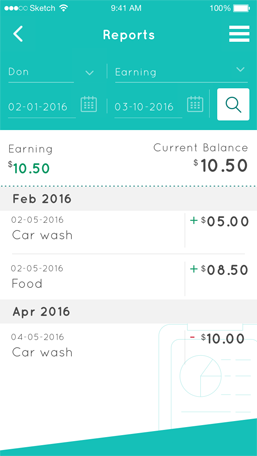 Sketch 9:41 AM 100%
Reports
Don Earning
02-01-2016 03-10-2016
Earning Current Balance
$10.50 $10.50
Feb 2016
02-05-2016
Car wash +$05.00
02-05-2016
Food +$08.50
Apr 2016
04-05-2016
Car wash -$10.00